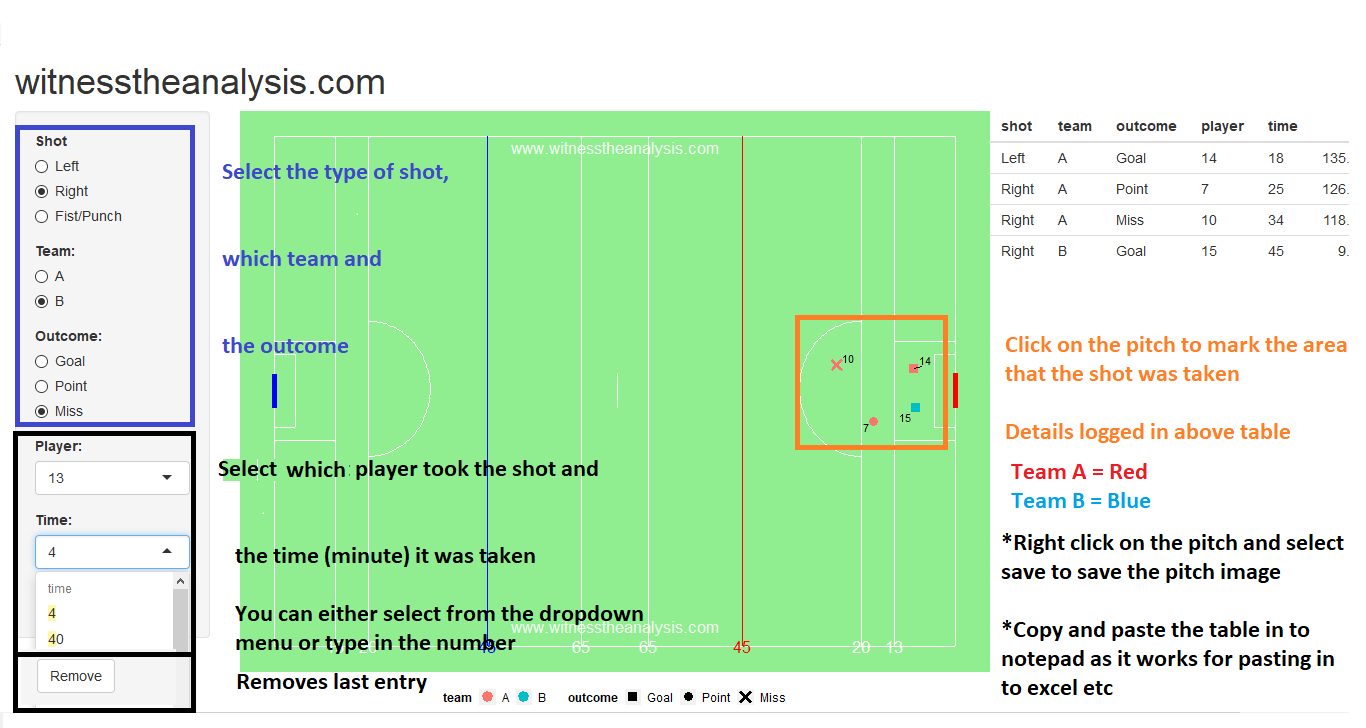 witnesstheanalysis.com
Shot
Left
Right
Fist/Punch
Team:
A
B
Outcome:
Goal
Point
Miss
Player:
13
Time:
4
time
4
40
Remove
www.witnesstheanalysis.com
Select the type of shot,
which team and
the outcome
10
14
15
7
Select which player took the shot and
the time (minute) it was taken
You can either select from the dropdown
menu or type in the number
www.witnesstheanalysis.com
45 65 65 45 20 13
Removes last entry
team A B outcome Goal Point Miss
shot team outcome player time
Left A Goal 14 18 135.
Right A Point 7 25 126.
Right A Miss 10 34 118.
Right B Goal 15 45 9.
Click on the pitch to mark the area
that the shot was taken
Details logged in above table
Team A = Red
Team B = Blue
*Right click on the pitch and select
save to save the pitch image
*Copy and paste the table in to
notepad as it works for pasting in
to excel etc